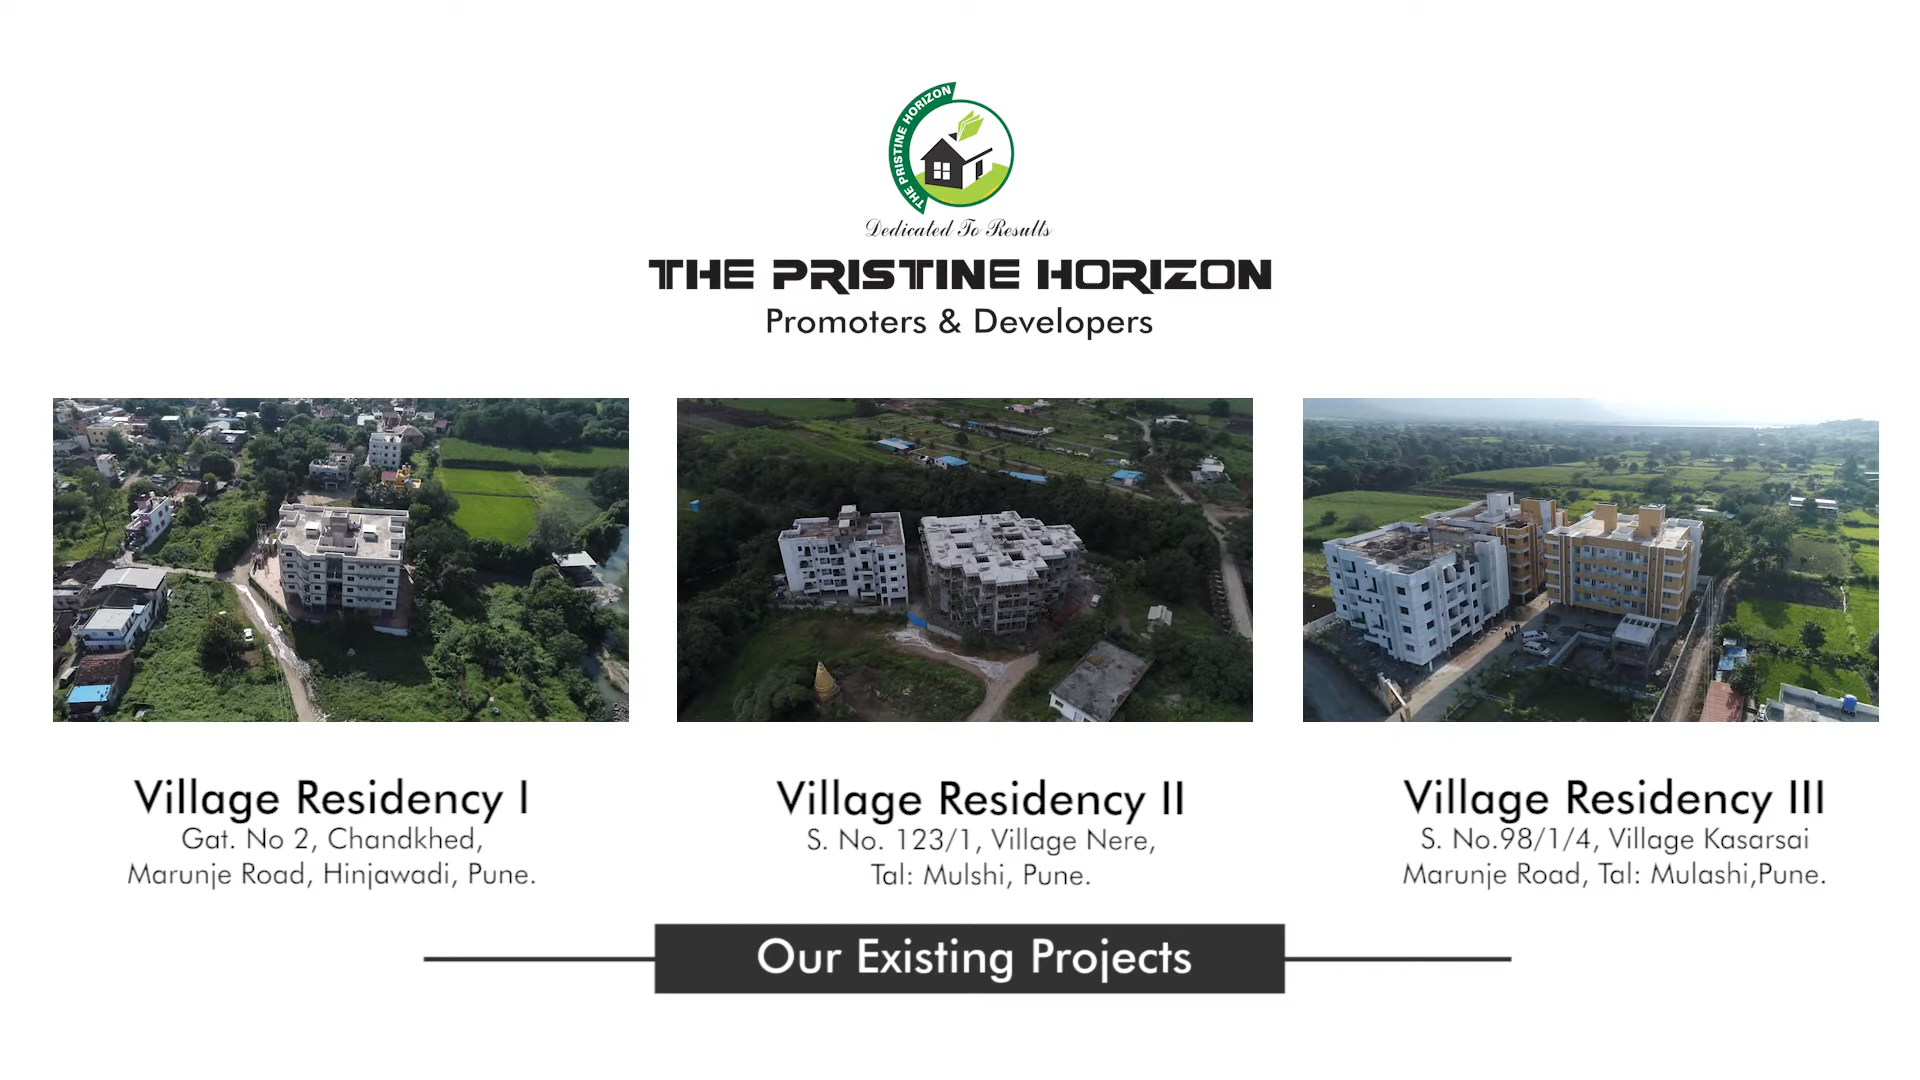 THE PRISTINE HORIZON
Dedicated To Results
THE PRISTINE HORIZON
Promoters & Developers
Village Residency I
Gat. No 2, Chandkhed,
Marunje Road, Hinjawadi, Pune.
Village Residency II
S. No. 123/1, Village Nere,
Tal: Mulshi, Pune.
Village Residency III
S. No.98/1/4, Village Kasarsai
Marunje Road, Tal: Mulashi,Pune.
Our Existing Projects